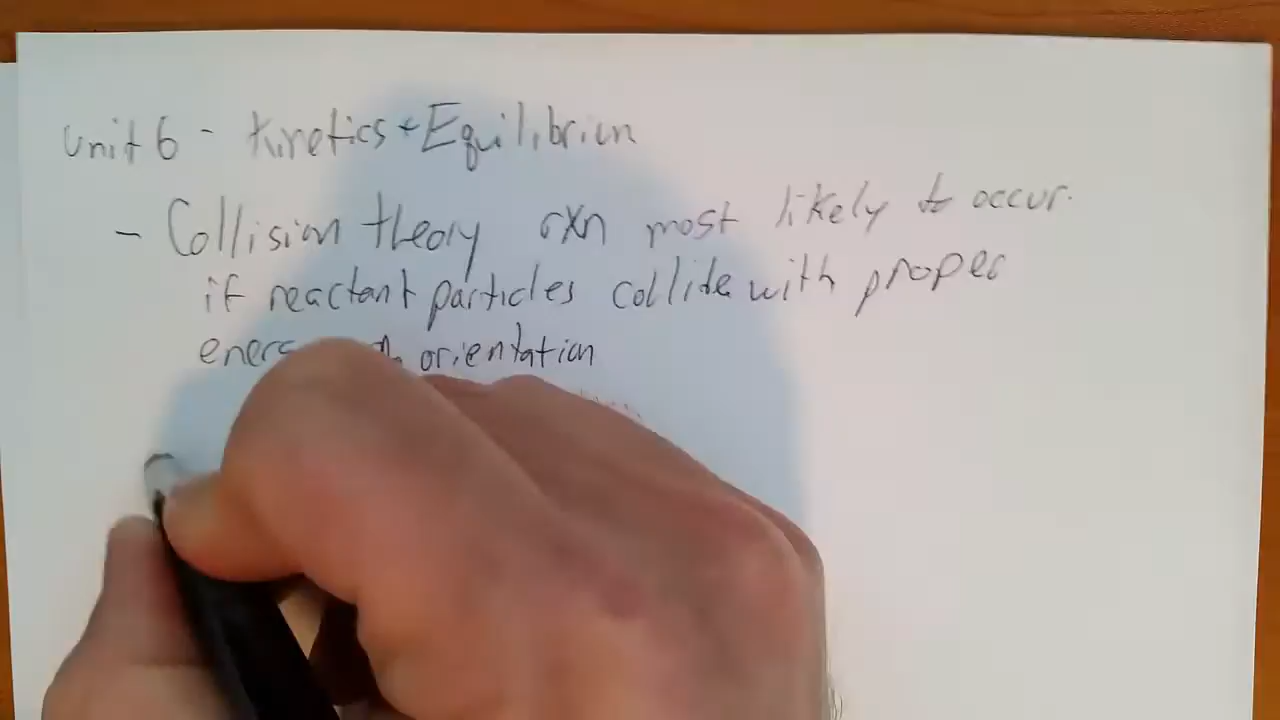 Unit 6 - Kinetics + Equilibrium
- Collision theory rxn most likely to occur.
if reactant particles collide with proper
orientation